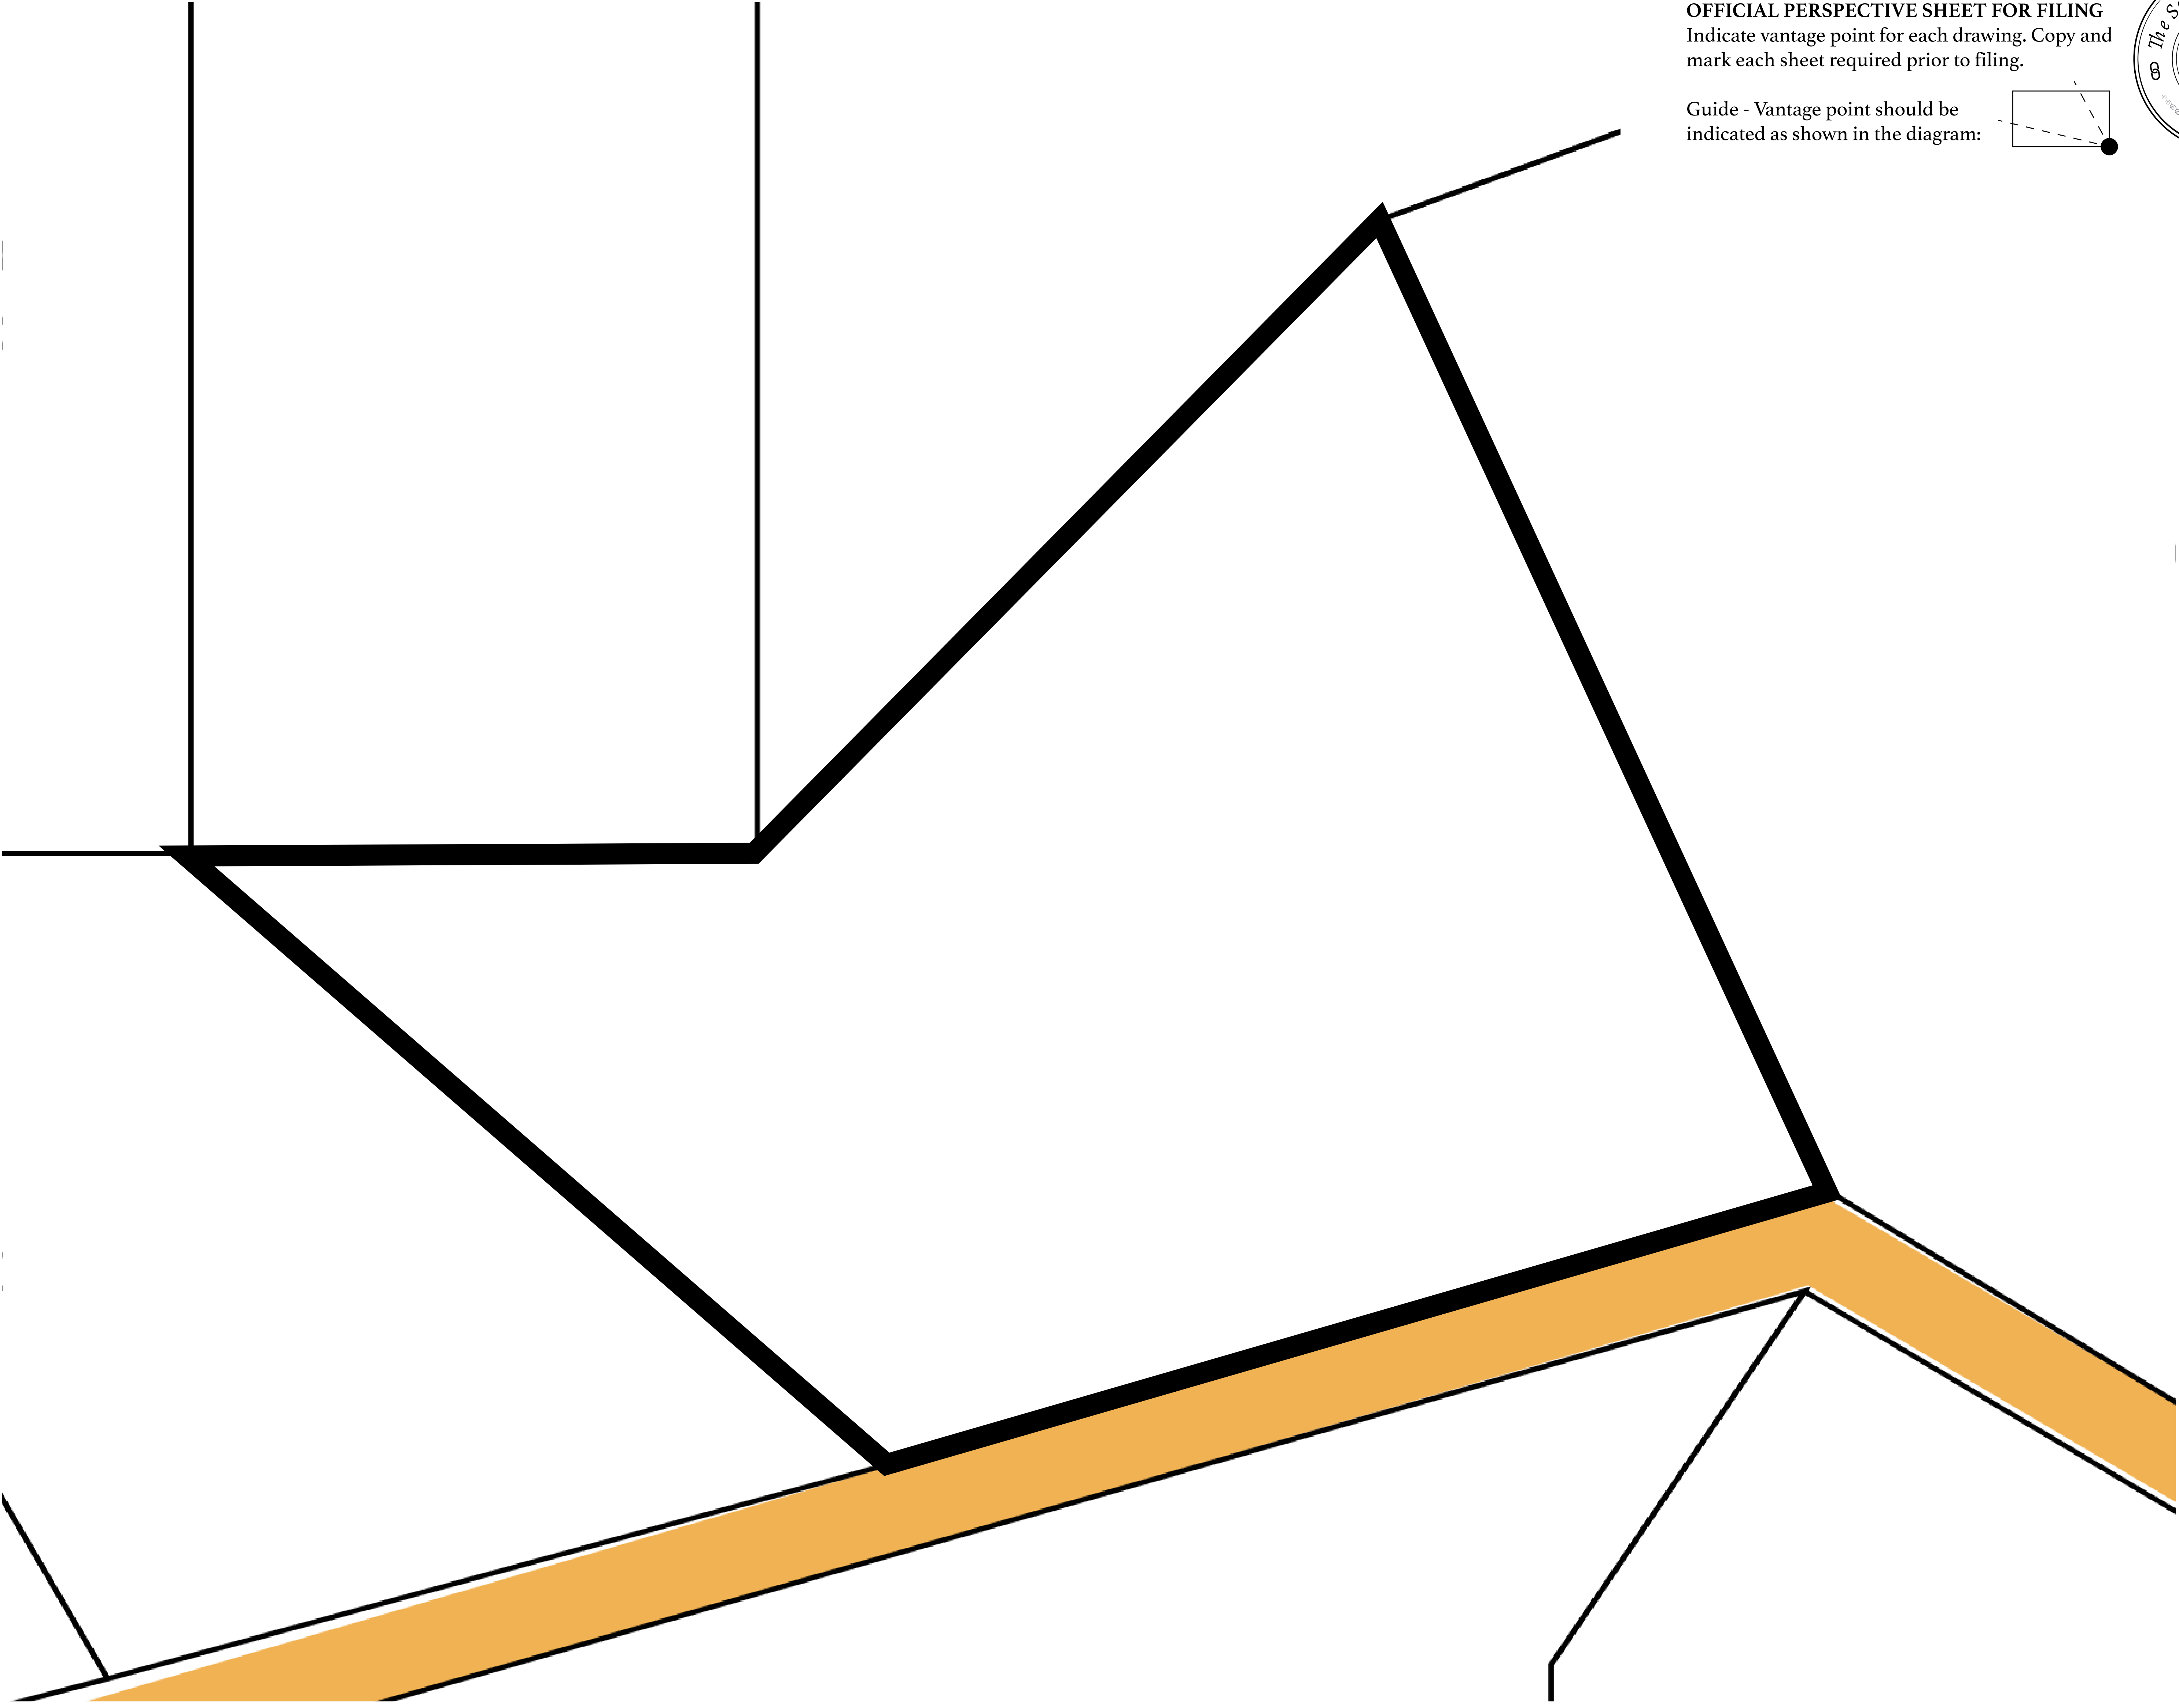 OFFICIAL PERSPECTIVE SHEET FOR FILING
Indicate vantage point for each drawing. Copy and
mark each sheet required prior to filing.
Guide - Vantage point should be
indicated as shown in the diagram:
The